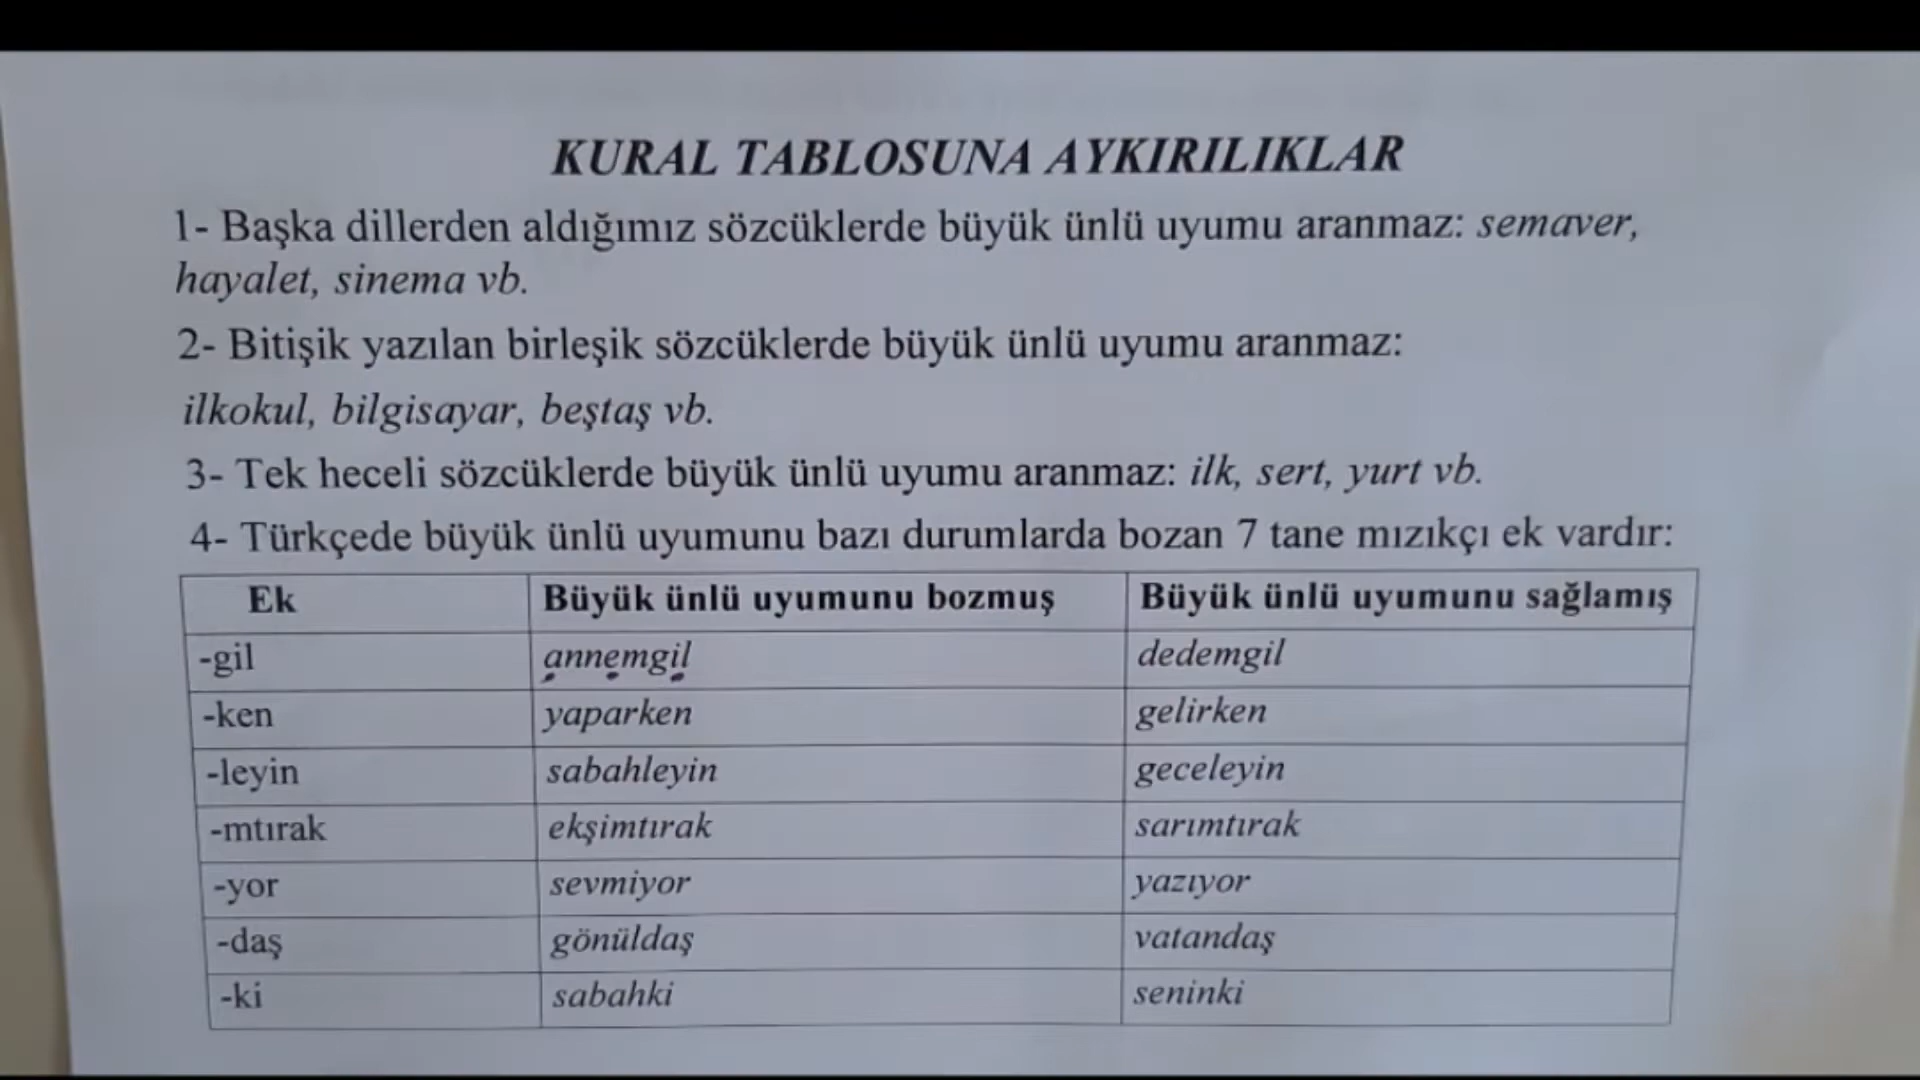 KURAL TABLOSUNA AYKIRILIKLAR
1- Başka dillerden aldığımız sözcüklerde büyük ünlü uyumu aranmaz: semaver,
hayalet, sinema vb.
2- Bitişik yazılan birleşik sözcüklerde büyük ünlü uyumu aranmaz:
ilkokul, bilgisayar, beştaş vb.
3- Tek heceli sözcüklerde büyük ünlü uyumu aranmaz: ilk, sert, yurt vb.
4- Türkçede büyük ünlü uyumunu bazı durumlarda bozan 7 tane mızıkçı ek vardır:
Ek Büyük ünlü uyumunu bozmuş Büyük ünlü uyumunu sağlamış
-gil annemgil dedemgil
-ken yaparken gelirken
-leyin sabahleyin geceleyin
-mtırak ekşimtırak sarımtırak
-yor sevmiyor yazıyor
-daş gönüldaş vatandaş
-ki sabahki seninki